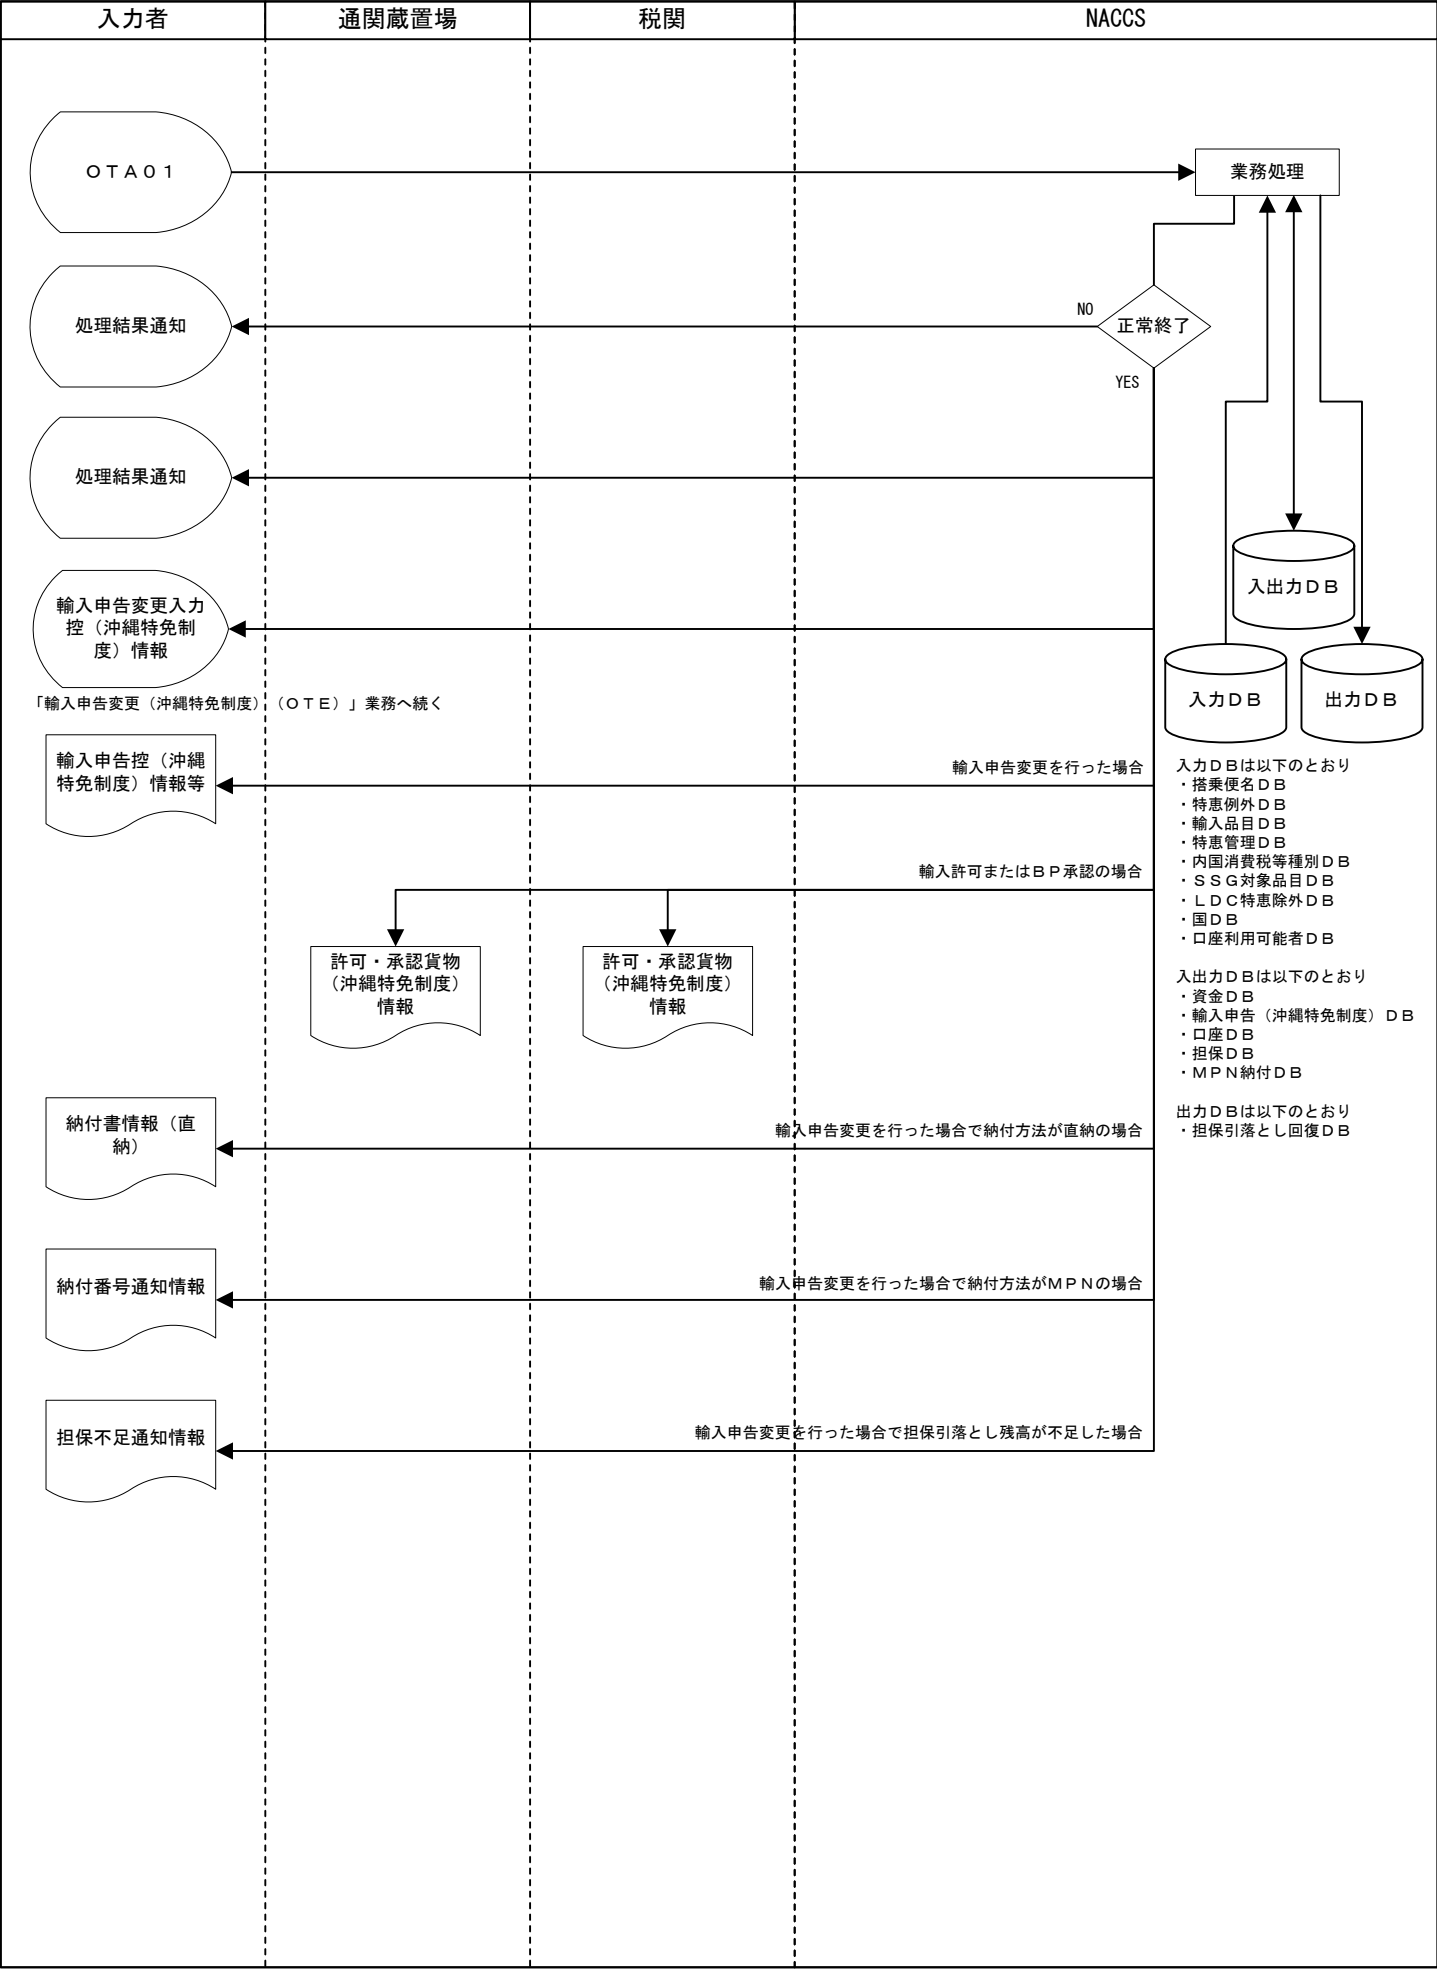 入力者
通関蔵置場
税関
NACCS
OTA01
業務処理
処理結果通知
NO
正常終了
YES
処理結果通知
入出力DB
輸入申告変更入力
控（沖縄特免制
度）情報
入力DB
出力DB
「輸入申告変更（沖縄特免制度）（OTE）」業務へ続く
輸入申告控（沖縄
特免制度）情報等
輸入申告変更を行った場合
入力DBは以下のとおり
・搭乗便名DB
・特恵例外DB
・輸入品目DB
・特恵管理DB
・内国消費税等種別DB
・SSG対象品目DB
・LDC特恵除外DB
・国DB
・口座利用可能者DB
輸入許可またはBP承認の場合
許可・承認貨物
（沖縄特免制度）
情報
許可・承認貨物
（沖縄特免制度）
情報
入出力DBは以下のとおり
・資金DB
・輸入申告（沖縄特免制度）DB
・口座DB
・担保DB
・MPN納付DB
出力DBは以下のとおり
・担保引落とし回復DB
納付書情報（直
納）
輸入申告変更を行った場合で納付方法が直納の場合
納付番号通知情報
輸入申告変更を行った場合で納付方法がMPNの場合
担保不足通知情報
輸入申告変更を行った場合で担保引落とし残高が不足した場合